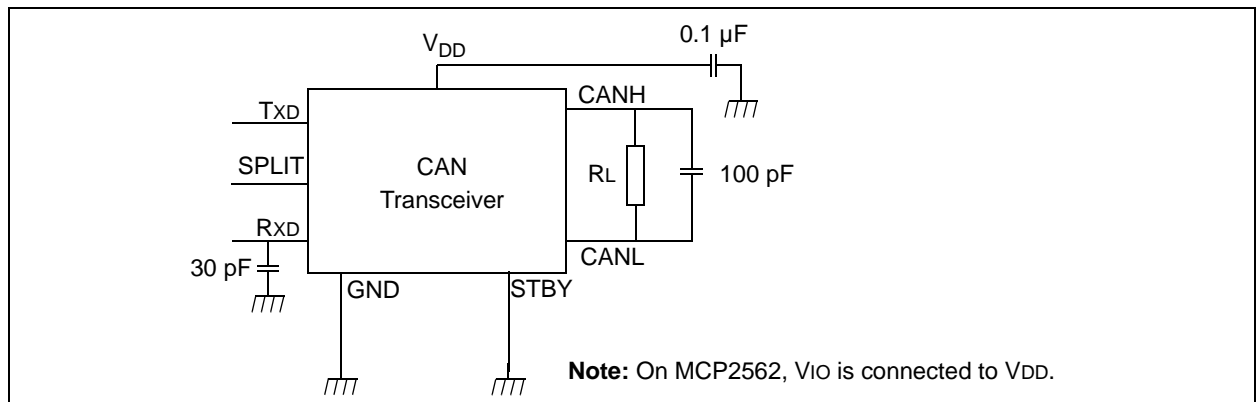 0.1 µF
VDD
CANH
TXD
SPLIT
CAN
Transceiver
RL
100 pF
RXD
CANL
30 pF
GND
STBY
Note: On MCP2562, VIO is connected to VDD.